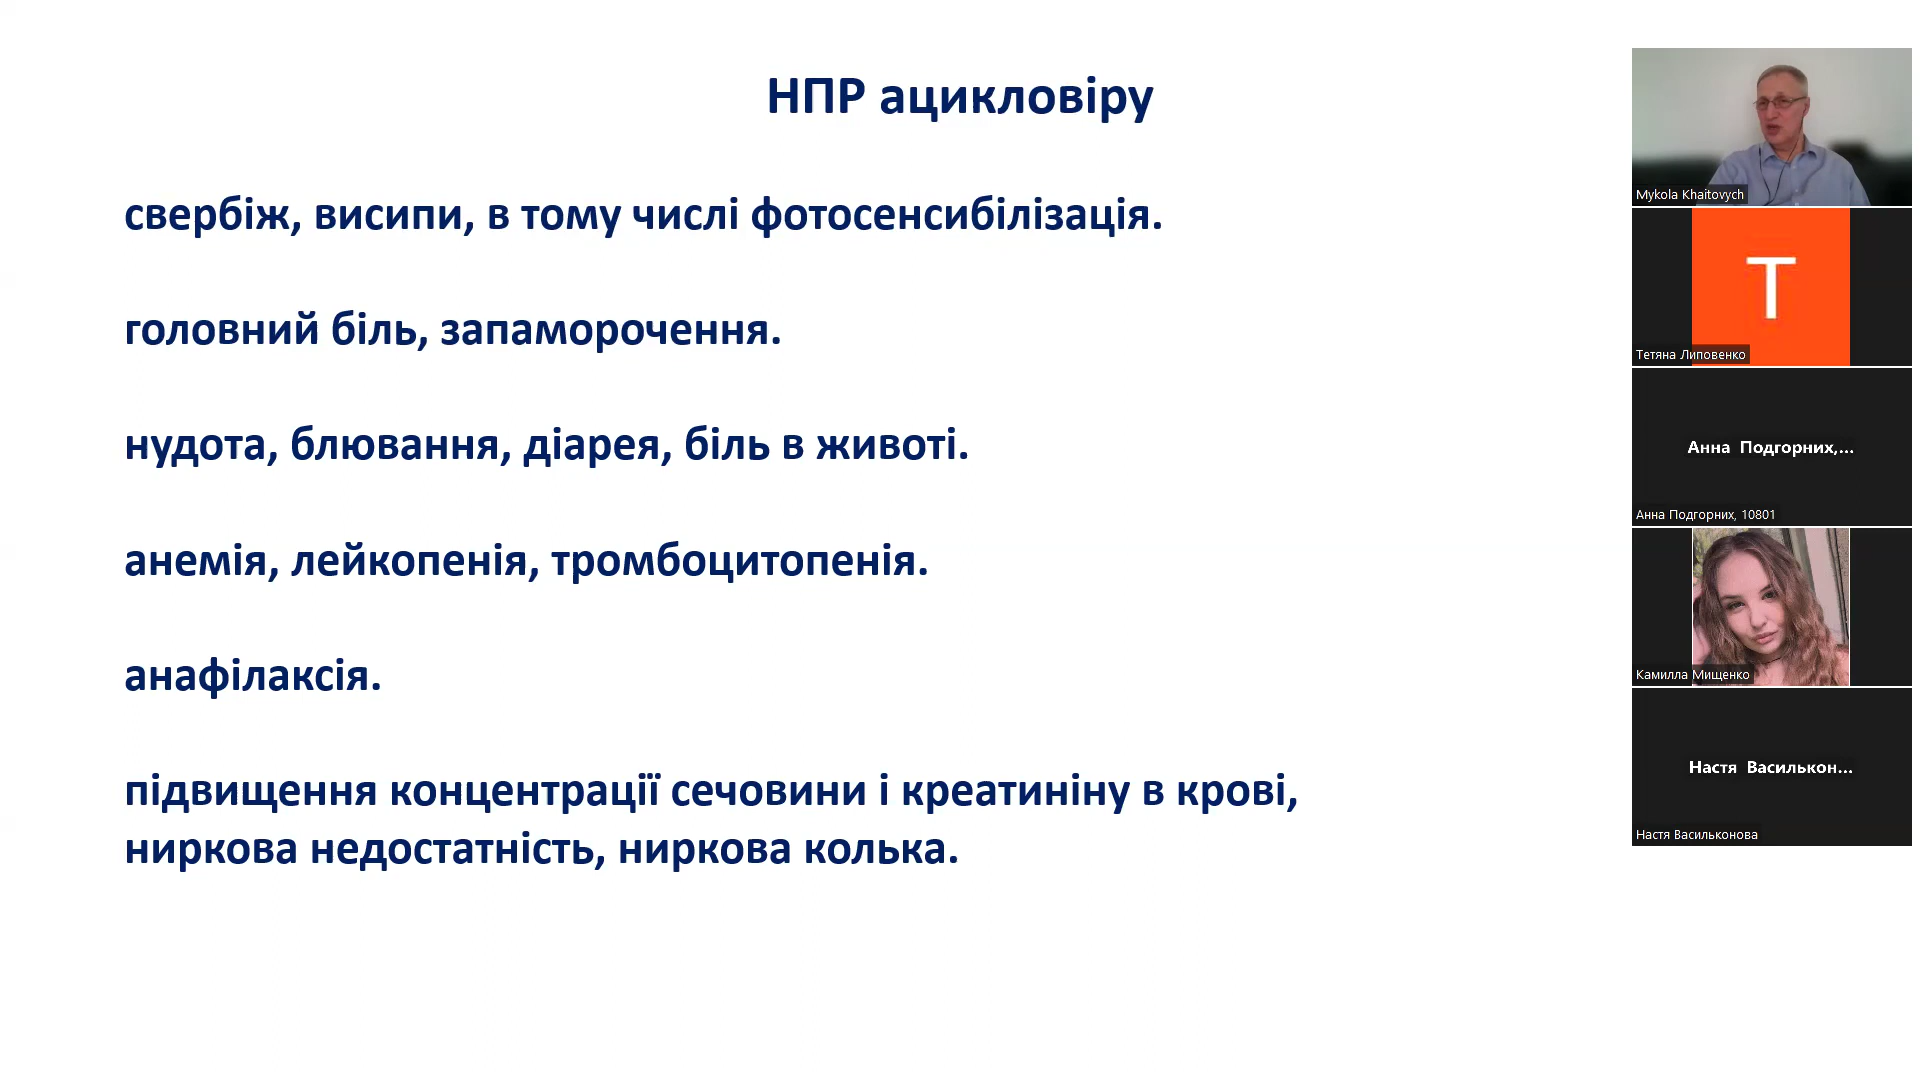 НПР ацикловіру
свербіж, висипи, в тому числі фотосенсибілізація.
головний біль, запаморочення.
нудота, блювання, діарея, біль в животі.
анемія, лейкопенія, тромбоцитопенія.
анафілаксія.
підвищення концентрації сечовини і креатиніну в крові,
ниркова недостатність, ниркова колька.
Mykola Khaitovych
T
Тетяна Липовенко
Анна Подгорних,...
Анна Подгорних, 10801
Камилла Мищенко
Настя Василькон...
Настя Васильконова